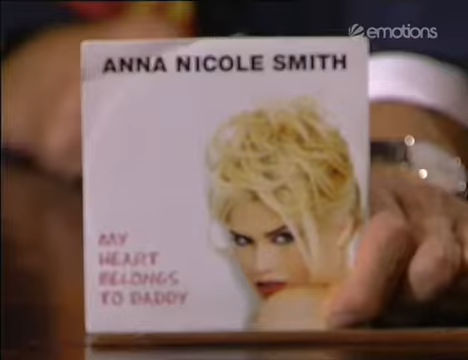 emotions
ANNA NICOLE SMITH
MY
HEART
BELONGS
TO DADDY